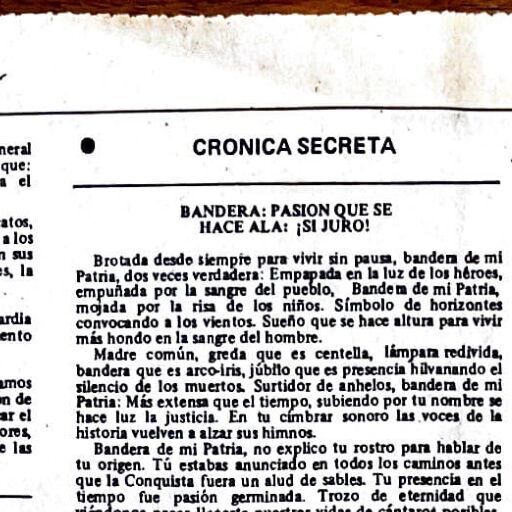 neral
que:
a el
atos,
a los
n sus
s, la
ardia
ento
amos
n de
ar el
ores,
e las
CRONICA SECRETA
BANDERA: PASION QUE SE
HACE ALA: ¡SI JURO!
Brotada desde siempre para vivir sin pausa, bandera de mi
Patria, dos veces verdadera: Empapada en la luz de los héroes,
empuñada por la sangre del pueblo, Bandera de mi Patria,
mojada por la risa de los niños. Símbolo de horizontes
convocando a los vientos. Sueño que se hace altura para vivir
más hondo en la sangre del hombre.
Madre común, greda que es centella, lámpara rediviva,
bandera que es arco-iris, júbilo que es presencia hilvanando el
silencio de los muertos. Surtidor de anhelos, bandera de mi
Patria: Más extensa que el tiempo, subiendo por tu nombre se
hace luz la justicia. En tu cimbrar sonoro las voces de la
historia vuelven a alzar sus himnos.
Bandera de mi Patria, no explico tu rostro para hablar de
tu origen. Tú estabas anunciado en todos los caminos antes
que la Conquista fuera un alud de sables. Tu presencia en el
tiempo fue pasión germinada. Trozo de eternidad que